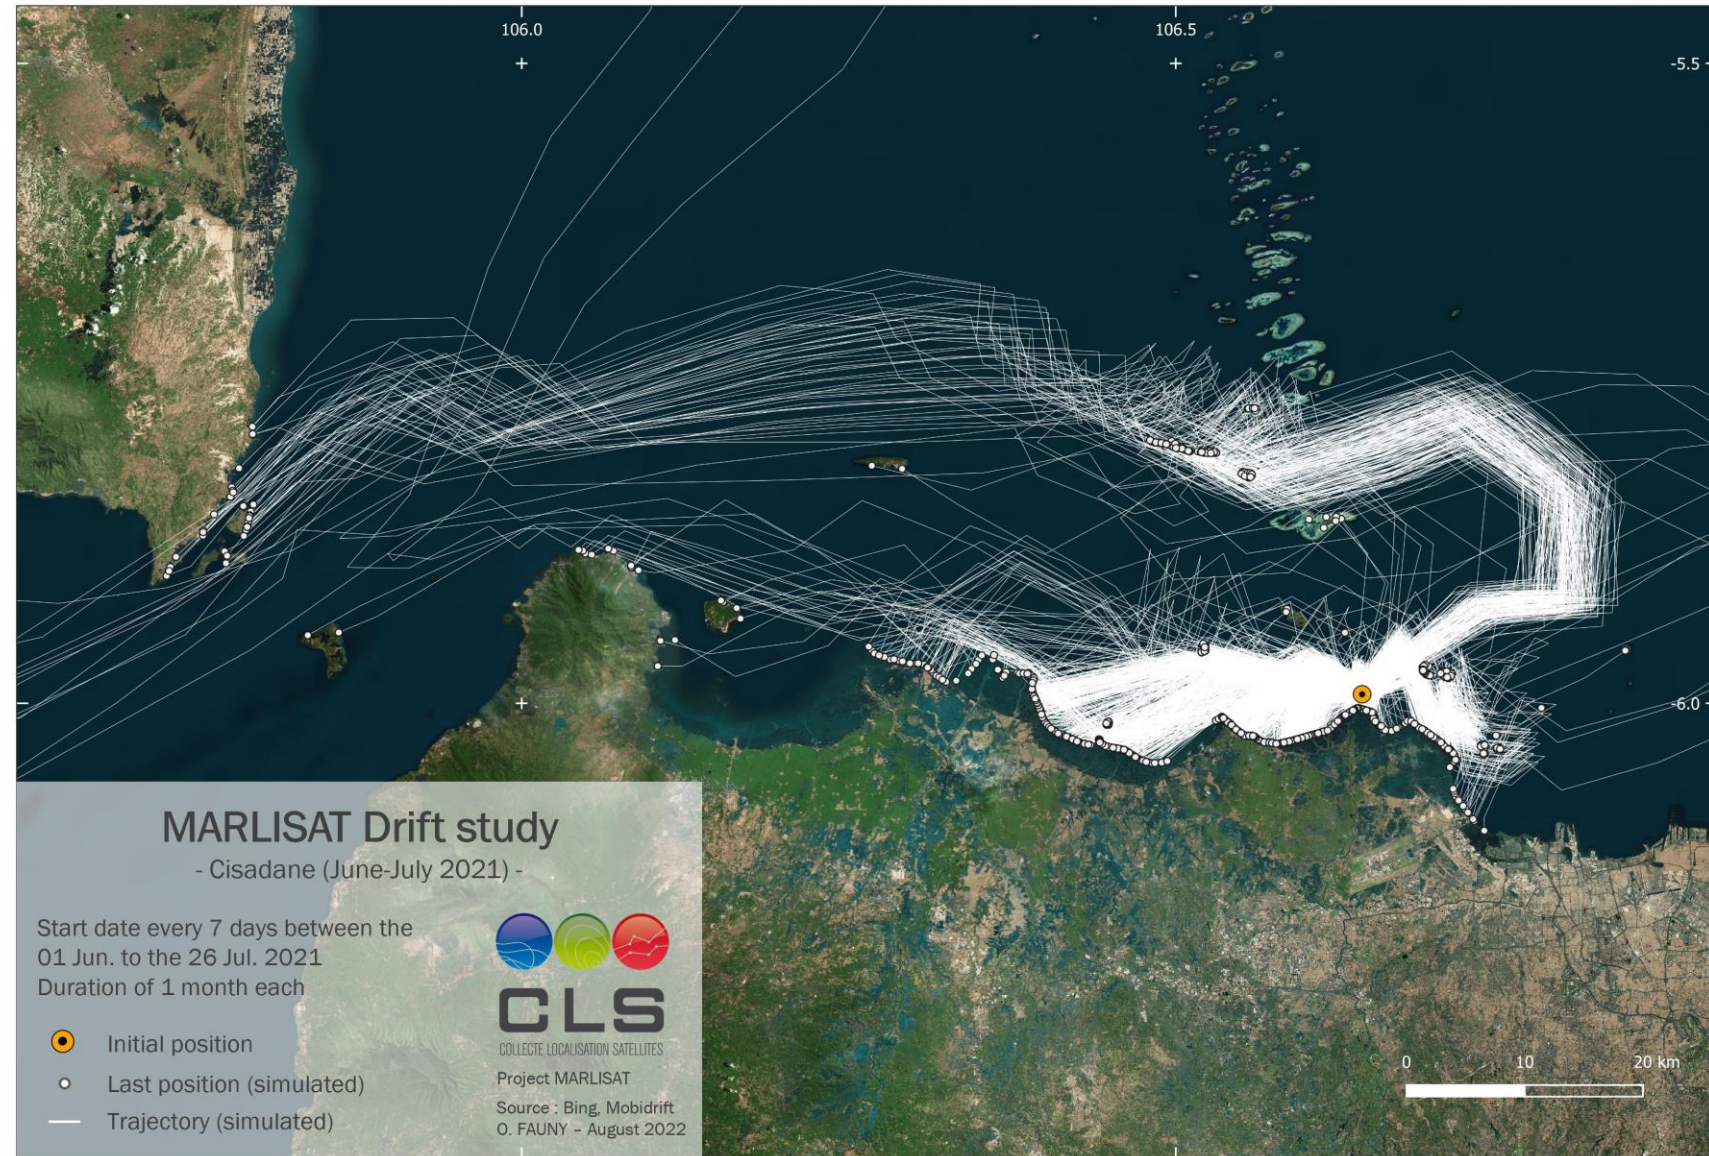 106.0
106.5
-5.5
-6.0
MARLISAT Drift study
- Cisadane (June-July 2021) -
Start date every 7 days between the
01 Jun. to the 26 Jul. 2021
Duration of 1 month each
Initial position
Last position (simulated)
Trajectory (simulated)
CLS
COLLECTE LOCALISATION SATELLITES
Project MARLISAT
Source : Bing, Mobidrift
O. FAUNY – August 2022
0 10 20 km